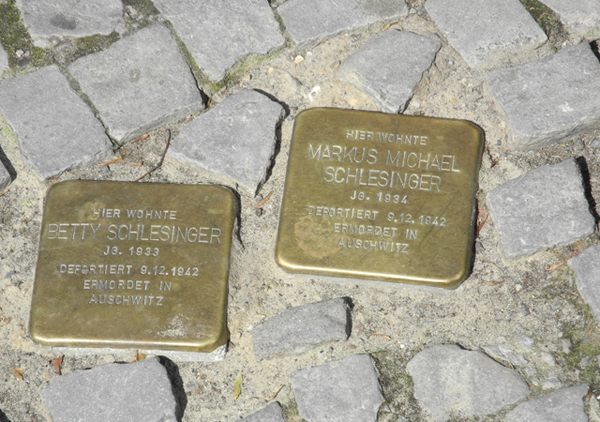 HIER WOHNTE
BETTY SCHLESINGER
JG. 1933
DEPORTIERT 9.12.1942
ERMORDET IN
AUSCHWITZ
HIER WOHNTE
MARKUS MICHAEL
SCHLESINGER
JG. 1934
DEPORTIERT 9.12.1942
ERMORDET IN
AUSCHWITZ